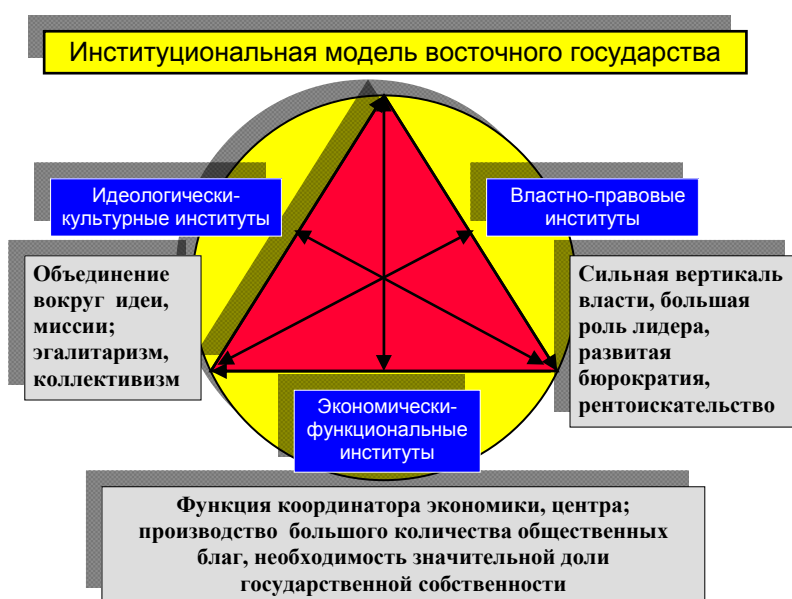 Институциональная модель восточного государства
Идеологически-
культурные институты
Властно-правовые
институты
Объединение
вокруг идеи,
миссии;
эгалитаризм,
коллективизм
Сильная вертикаль
власти, большая
роль лидера,
развитая
бюрократия,
рентоискательство
Экономически-
функциональные
институты
Функция координатора экономики, центра;
производство большого количества общественных
благ, необходимость значительной доли
государственной собственности